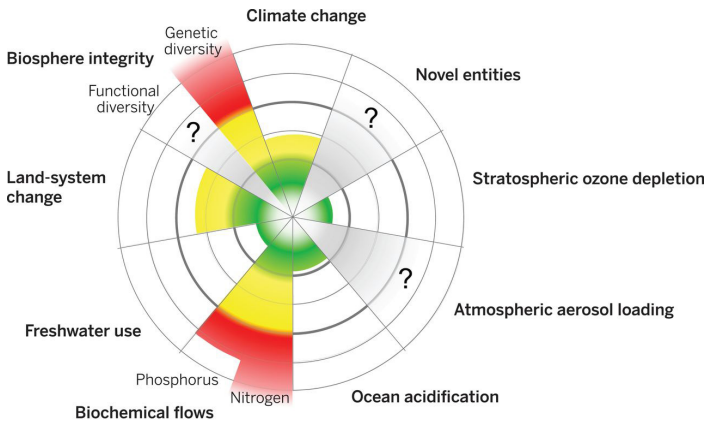 Climate change
Genetic
diversity
Biosphere integrity
Functional
diversity
?
?
Novel entities
Land-system
change
Stratospheric ozone depletion
?
Atmospheric aerosol loading
Freshwater use
Phosphorus
Nitrogen
Ocean acidification
Biochemical flows